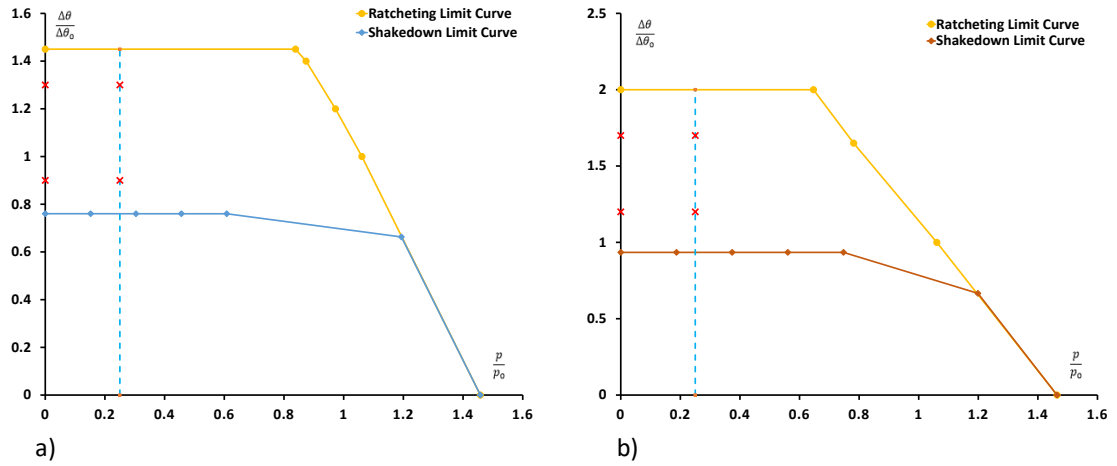 Δθ
Δθ₀
Ratcheting Limit Curve
Shakedown Limit Curve
1.6
1.4
1.2
1
0.8
0.6
0.4
0.2
0
0 0.2 0.4 0.6 0.8 1 1.2 1.4 1.6
p
p₀
a)
Δθ
Δθ₀
Ratcheting Limit Curve
Shakedown Limit Curve
2.5
2
1.5
1
0.5
0
0 0.2 0.4 0.6 0.8 1 1.2 1.4 1.6
p
p₀
b)